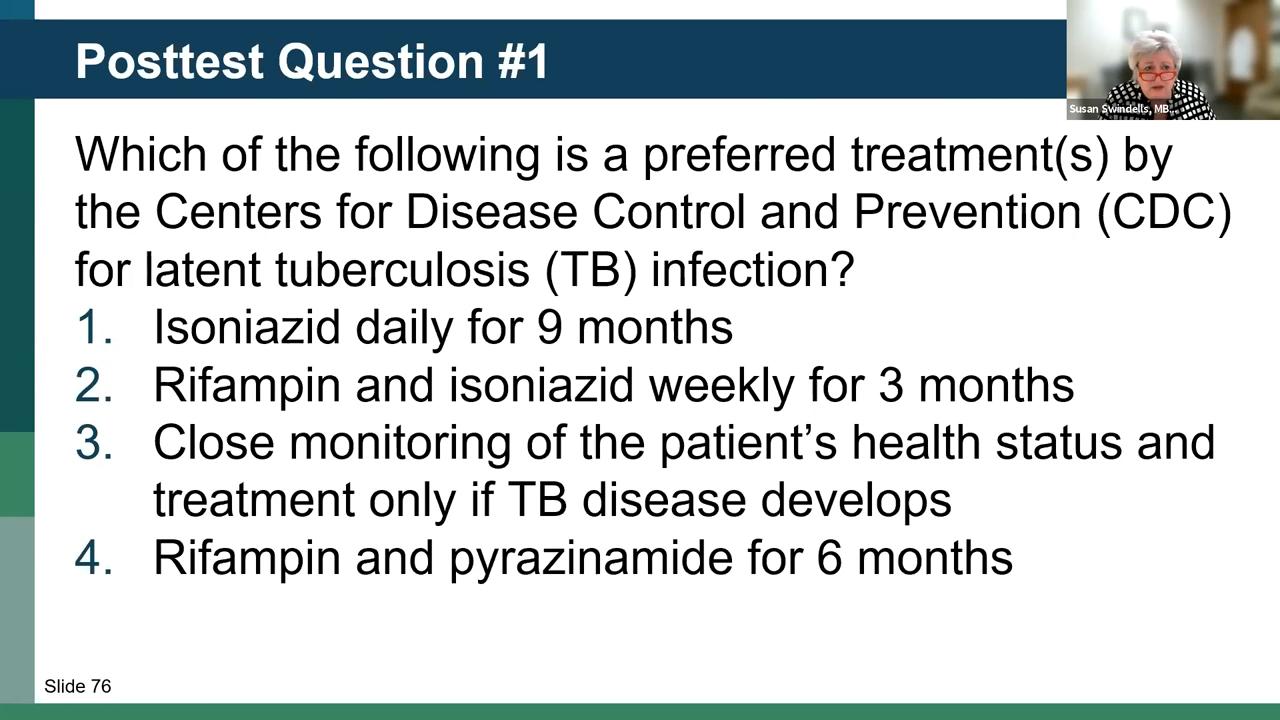 Posttest Question #1
Susan Swindells, MB...
Which of the following is a preferred treatment(s) by
the Centers for Disease Control and Prevention (CDC)
for latent tuberculosis (TB) infection?
1. Isoniazid daily for 9 months
2. Rifampin and isoniazid weekly for 3 months
3. Close monitoring of the patient’s health status and
treatment only if TB disease develops
4. Rifampin and pyrazinamide for 6 months
Slide 76